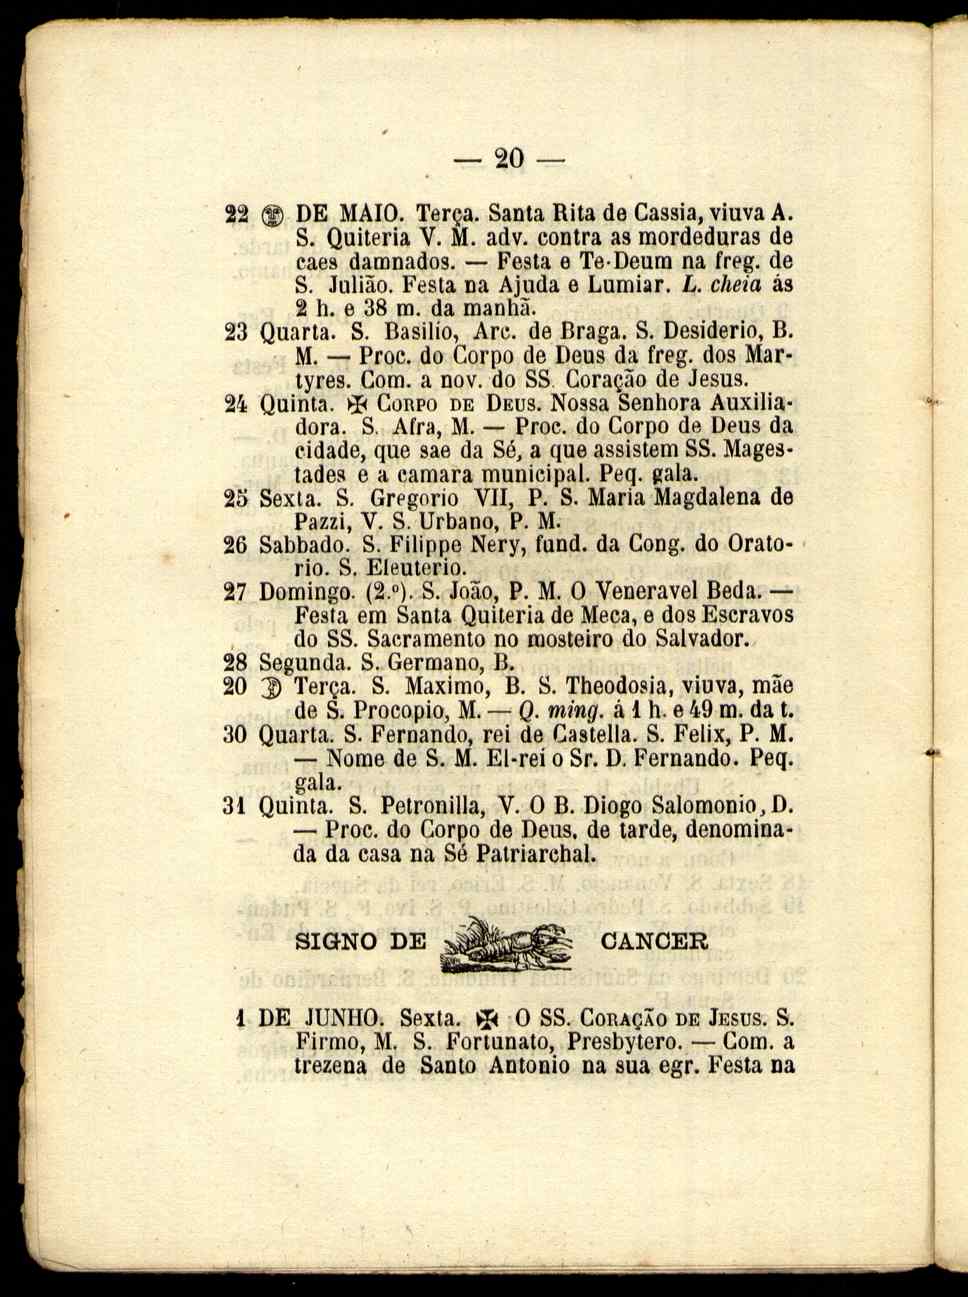 — 20 —
22 DE MAIO. Terça. Santa Rita de Cassia, viuva A.
S. Quiteria V. M. adv. contra as mordeduras de
caes damnados. — Festa e Te-Deum na freg. de
S. Julião. Festa na Ajuda e Lumiar. L. cheia ás
2 h. e 38 m. da manhã.
23 Quarta. S. Basilio, Arc. de Braga. S. Desiderio, B.
M. — Proc. do Corpo de Deus da freg. dos Mar-
tyres. Com. a nov. do SS. Coração de Jesus.
24 Quinta. ✠ CORPO DE DEUS. Nossa Senhora Auxilia-
dora. S. Afra, M. — Proc. do Corpo de Deus da
cidade, que sae da Sé, a que assistem SS. Mages-
tades e a camara municipal. Peq. gala.
25 Sexta. S. Gregorio VII, P. S. Maria Magdalena de
Pazzi, V. S. Urbano, P. M.
26 Sabbado. S. Filippe Nery, fund. da Cong. do Orato-
rio. S. Eleuterio.
27 Domingo. (2.º). S. João, P. M. O Veneravel Beda. —
Festa em Santa Quiteria de Meca, e dos Escravos
do SS. Sacramento no mosteiro do Salvador.
28 Segunda. S. Germano, B.
20 Terça. S. Maximo, B. S. Theodosia, viuva, mãe
de S. Procopio, M. — Q. ming. á 1 h. e 49 m. da t.
30 Quarta. S. Fernando, rei de Castella. S. Felix, P. M.
— Nome de S. M. El-rei o Sr. D. Fernando. Peq.
gala.
31 Quinta. S. Petronilla, V. O B. Diogo Salomonio, D.
— Proc. do Corpo de Deus, de tarde, denomina-
da da casa na Sé Patriarchal.
SIGNO DE CANCER
1 DE JUNHO. Sexta. ✠ O SS. CORAÇÃO DE JESUS. S.
Firmo, M. S. Fortunato, Presbytero. — Com. a
trezena de Santo Antonio na sua egr. Festa na